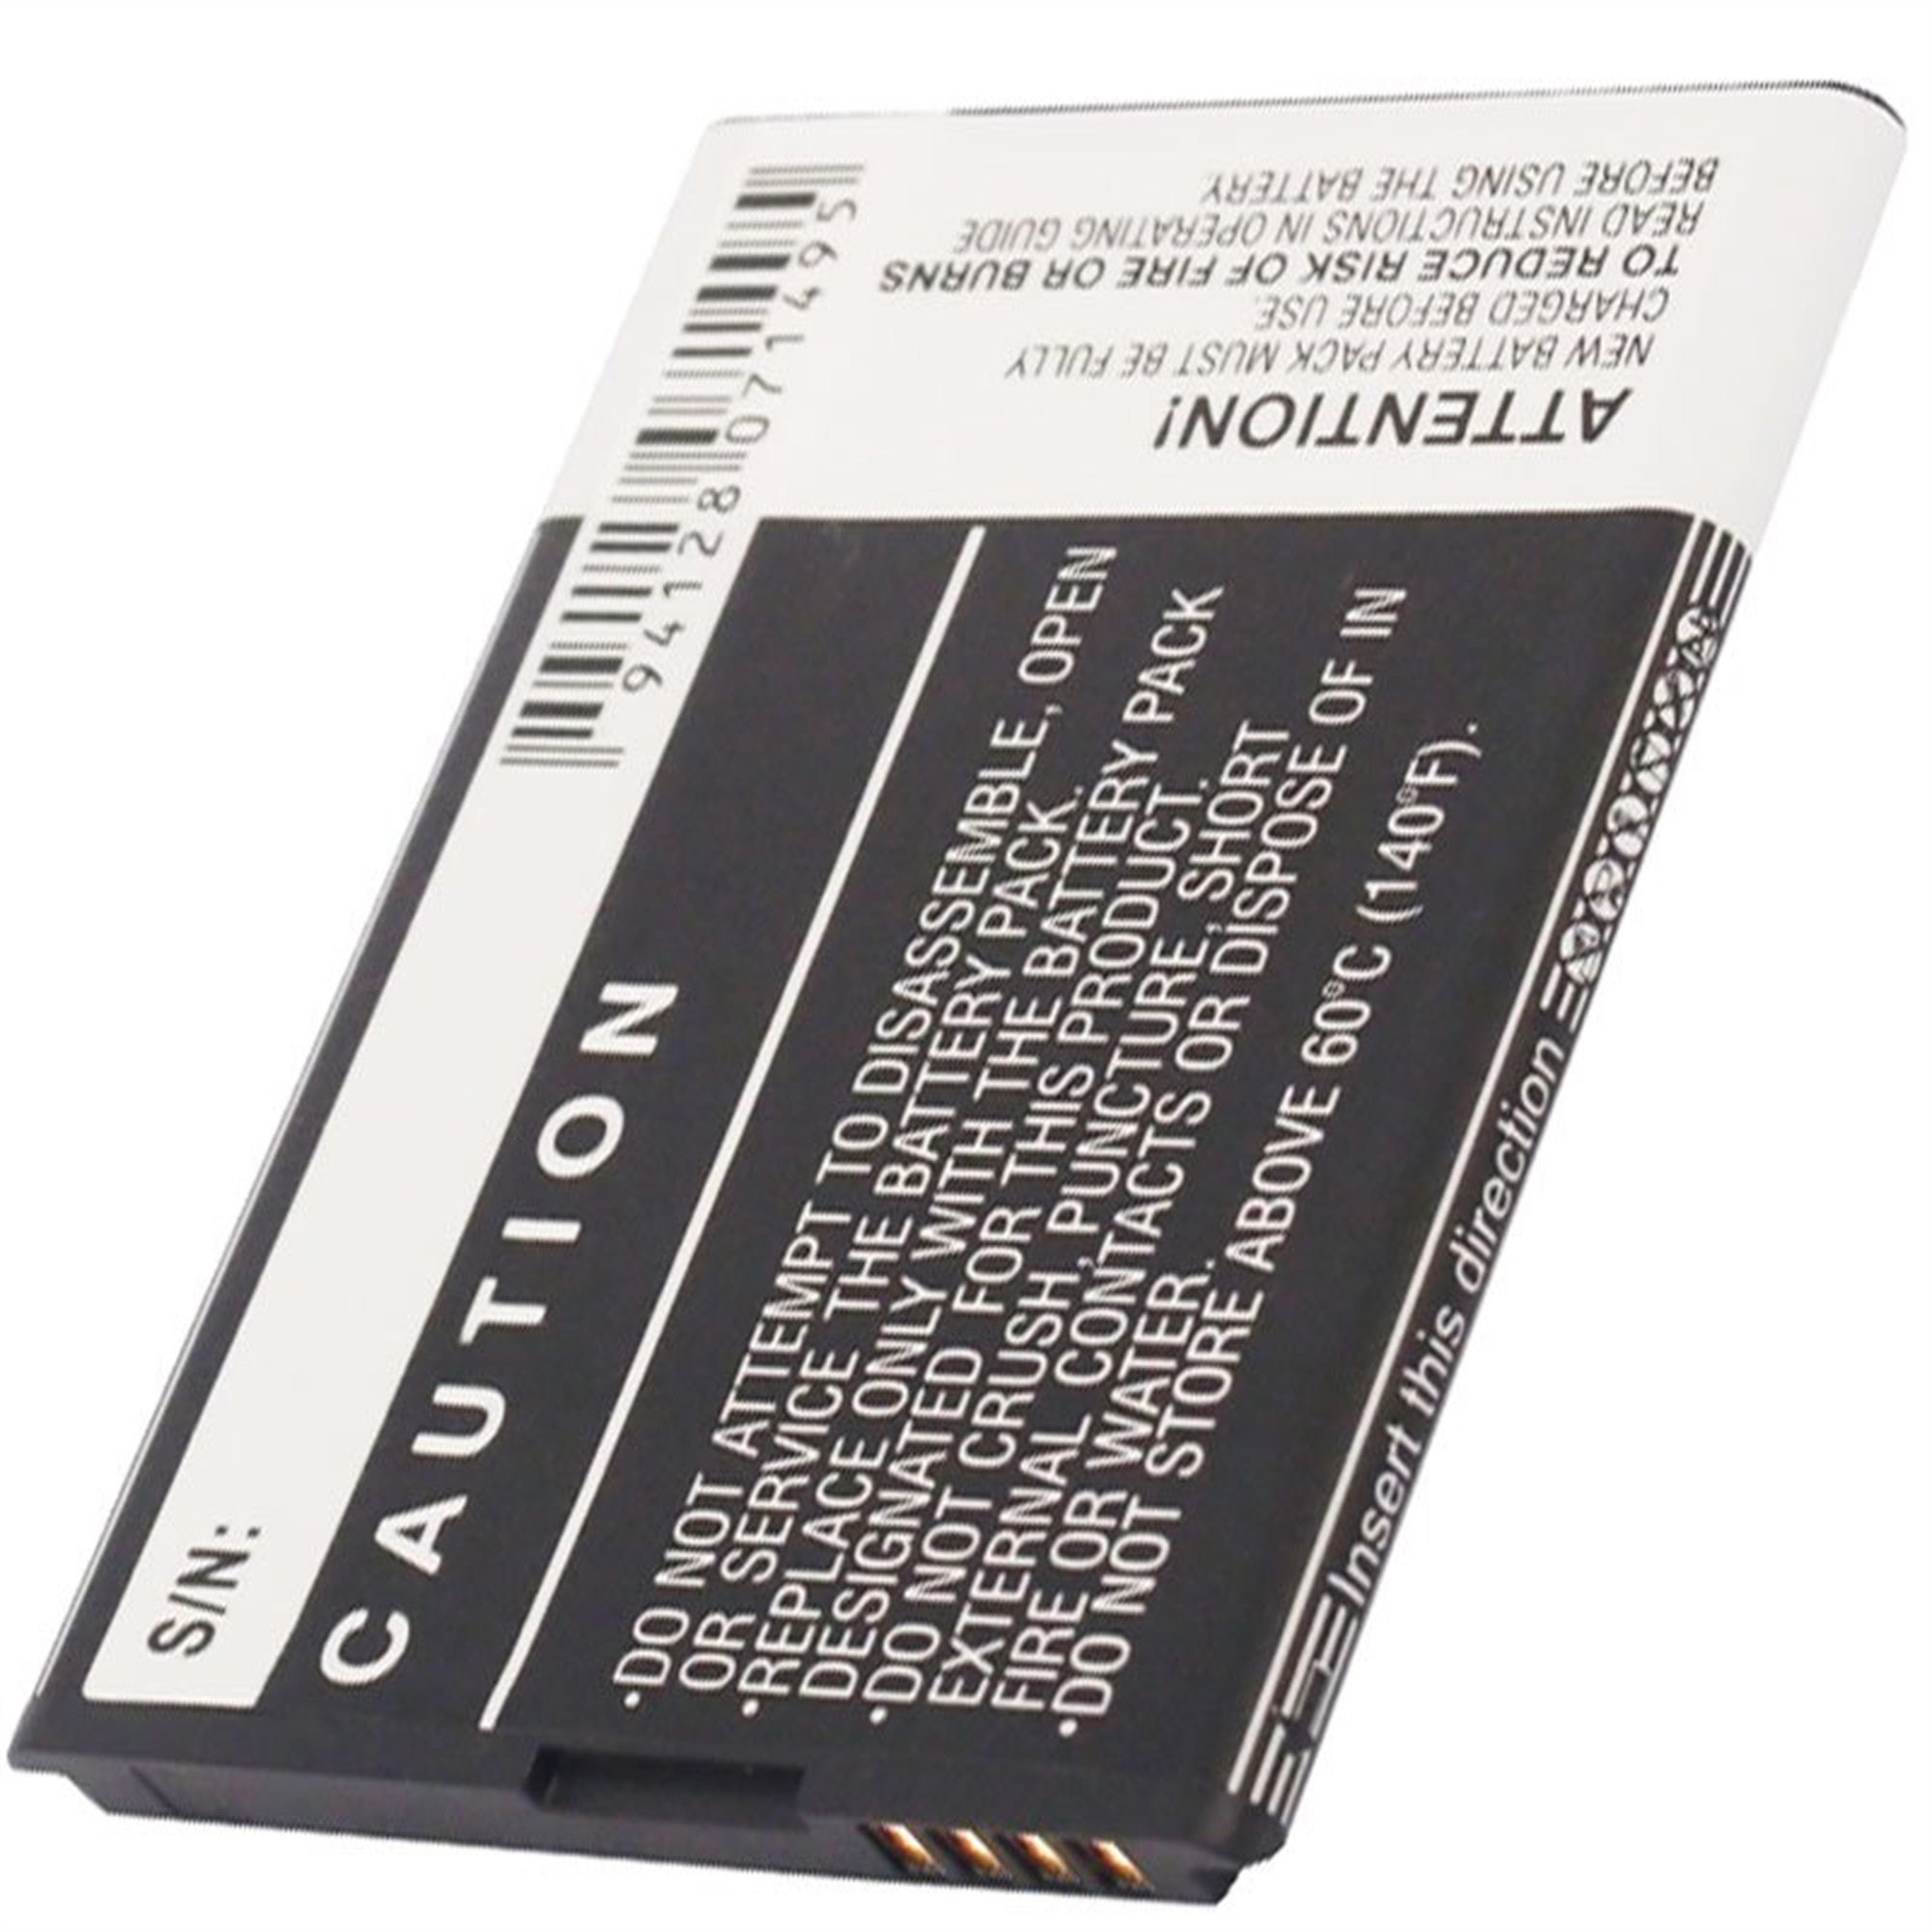 S/N:
94128071495
CAUTION
•DO NOT ATTEMPT TO DISASSEMBLE, OPEN
OR SERVICE THE BATTERY PACK.
•REPLACE ONLY WITH THE BATTERY PACK
DESIGNATED FOR THIS PRODUCT.
•DO NOT CRUSH, PUNCTURE, SHORT
EXTERNAL CONTACTS OR DISPOSE OF IN
FIRE OR WATER.
•DO NOT STORE ABOVE 60°C (140°F).
Insert this direction
ATTENTION!
NEW BATTERY PACK MUST BE FULLY
CHARGED BEFORE USE.
TO REDUCE RISK OF FIRE OR BURNS
READ INSTRUCTIONS IN OPERATING GUIDE
BEFORE USING THE BATTERY.